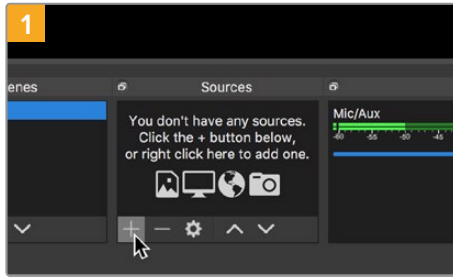 1
enes
Sources
You don't have any sources.
Click the + button below,
or right click here to add one.
Mic/Aux
-60 -55 -50 -45